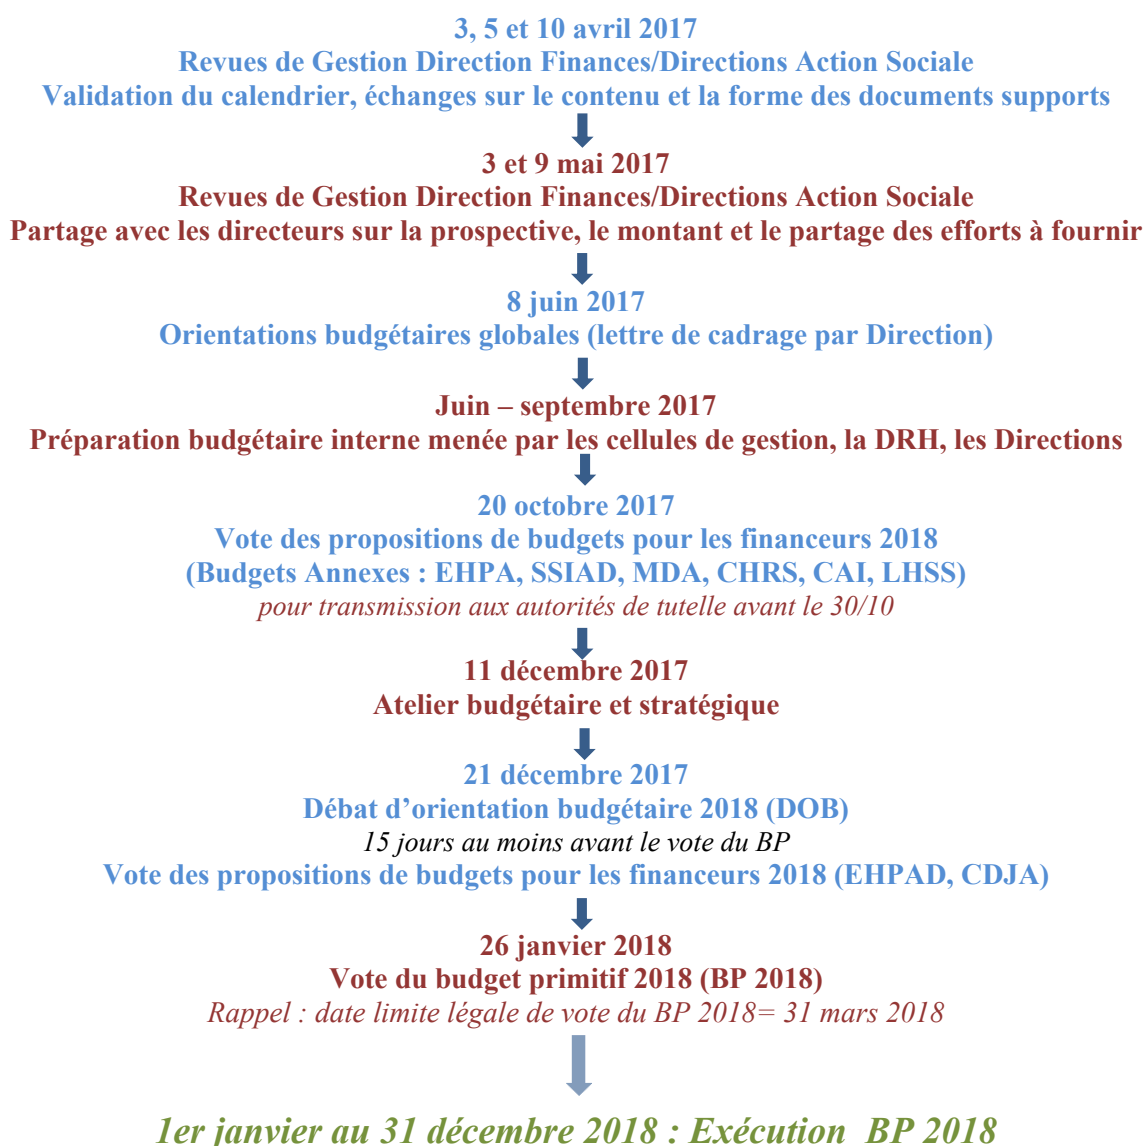 3, 5 et 10 avril 2017
Revues de Gestion Direction Finances/Directions Action Sociale
Validation du calendrier, échanges sur le contenu et la forme des documents supports
3 et 9 mai 2017
Revues de Gestion Direction Finances/Directions Action Sociale
Partage avec les directeurs sur la prospective, le montant et le partage des efforts à fournir
8 juin 2017
Orientations budgétaires globales (lettre de cadrage par Direction)
Juin – septembre 2017
Préparation budgétaire interne menée par les cellules de gestion, la DRH, les Directions
20 octobre 2017
Vote des propositions de budgets pour les financeurs 2018
(Budgets Annexes : EHPA, SSIAD, MDA, CHRS, CAI, LHSS)
pour transmission aux autorités de tutelle avant le 30/10
11 décembre 2017
Atelier budgétaire et stratégique
21 décembre 2017
Débat d’orientation budgétaire 2018 (DOB)
15 jours au moins avant le vote du BP
Vote des propositions de budgets pour les financeurs 2018 (EHPAD, CDJA)
26 janvier 2018
Vote du budget primitif 2018 (BP 2018)
Rappel : date limite légale de vote du BP 2018= 31 mars 2018
1er janvier au 31 décembre 2018 : Exécution BP 2018